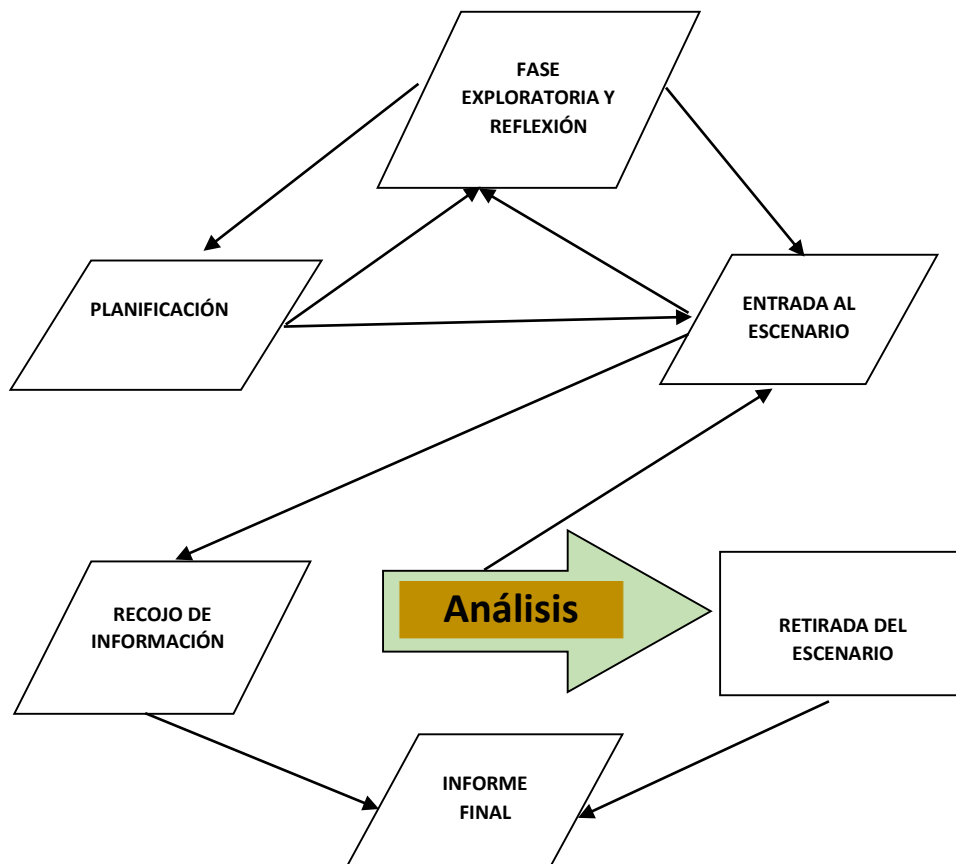 FASE
EXPLORATORIA Y
REFLEXIÓN
PLANIFICACIÓN
ENTRADA AL
ESCENARIO
RECOJO DE
INFORMACIÓN
Análisis
RETIRADA DEL
ESCENARIO
INFORME
FINAL